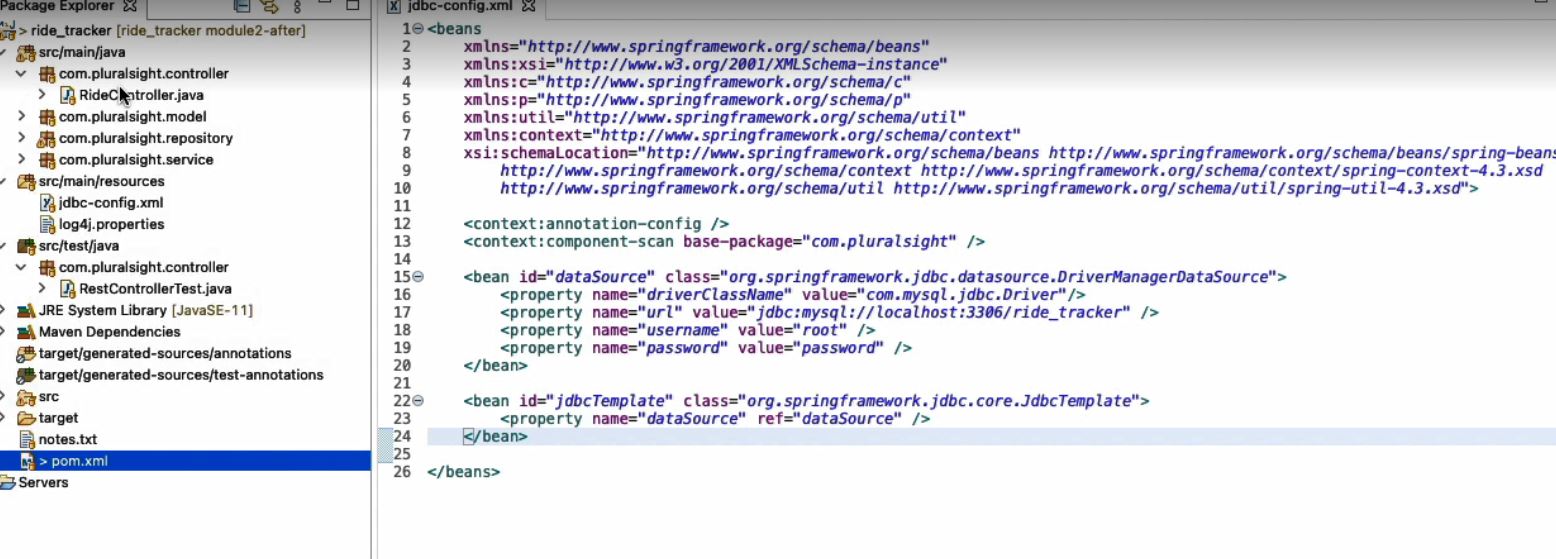 Package Explorer
> ride_tracker [ride_tracker module2-after]
src/main/java
com.pluralsight.controller
RideController.java
com.pluralsight.model
com.pluralsight.repository
com.pluralsight.service
src/main/resources
jdbc-config.xml
log4j.properties
src/test/java
com.pluralsight.controller
RestControllerTest.java
JRE System Library [JavaSE-11]
Maven Dependencies
target/generated-sources/annotations
target/generated-sources/test-annotations
src
target
notes.txt
> pom.xml
Servers
jdbc-config.xml
1 <beans
2 xmlns="http://www.springframework.org/schema/beans"
3 xmlns:xsi="http://www.w3.org/2001/XMLSchema-instance"
4 xmlns:c="http://www.springframework.org/schema/c"
5 xmlns:p="http://www.springframework.org/schema/p"
6 xmlns:util="http://www.springframework.org/schema/util"
7 xmlns:context="http://www.springframework.org/schema/context"
8 xsi:schemaLocation="http://www.springframework.org/schema/beans http://www.springframework.org/schema/beans/spring-beans
9 http://www.springframework.org/schema/context http://www.springframework.org/schema/context/spring-context-4.3.xsd
10 http://www.springframework.org/schema/util http://www.springframework.org/schema/util/spring-util-4.3.xsd">
11
12 <context:annotation-config />
13 <context:component-scan base-package="com.pluralsight" />
14
15 <bean id="dataSource" class="org.springframework.jdbc.datasource.DriverManagerDataSource">
16 <property name="driverClassName" value="com.mysql.jdbc.Driver"/>
17 <property name="url" value="jdbc:mysql://localhost:3306/ride_tracker" />
18 <property name="username" value="root" />
19 <property name="password" value="password" />
20 </bean>
21
22 <bean id="jdbcTemplate" class="org.springframework.jdbc.core.JdbcTemplate">
23 <property name="dataSource" ref="dataSource" />
24 </bean>
25
26 </beans>